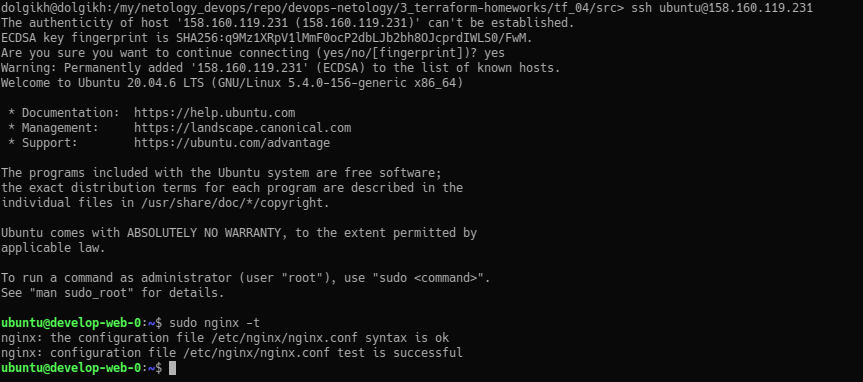 dolgikh@dolgikh:/my/netology_devops/repo/devops-netology/3_terraform-homeworks/tf_04/src> ssh ubuntu@158.160.119.231
The authenticity of host '158.160.119.231 (158.160.119.231)' can't be established.
ECDSA key fingerprint is SHA256:q9Mz1XRpV1lMmF0ocP2dbLJb2bh8OJcprdIWLS0/FwM.
Are you sure you want to continue connecting (yes/no/[fingerprint])? yes
Warning: Permanently added '158.160.119.231' (ECDSA) to the list of known hosts.
Welcome to Ubuntu 20.04.6 LTS (GNU/Linux 5.4.0-156-generic x86_64)

 * Documentation:  https://help.ubuntu.com
 * Management:     https://landscape.canonical.com
 * Support:        https://ubuntu.com/advantage

The programs included with the Ubuntu system are free software;
the exact distribution terms for each program are described in the
individual files in /usr/share/doc/*/copyright.

Ubuntu comes with ABSOLUTELY NO WARRANTY, to the extent permitted by
applicable law.

To run a command as administrator (user "root"), use "sudo <command>".
See "man sudo_root" for details.

ubuntu@develop-web-0:~$ sudo nginx -t
nginx: the configuration file /etc/nginx/nginx.conf syntax is ok
nginx: configuration file /etc/nginx/nginx.conf test is successful
ubuntu@develop-web-0:~$